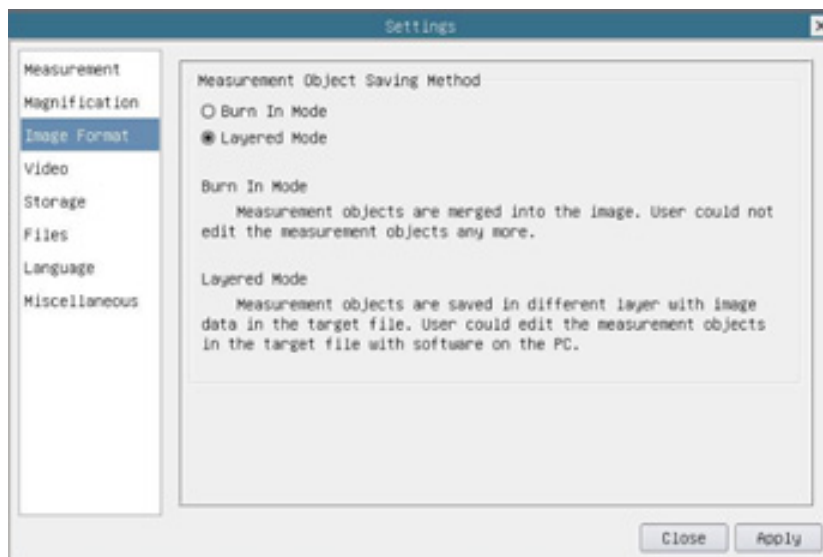 Settings
Measurement
Magnification
Image Format
Video
Storage
Files
Language
Miscellaneous
Measurement Object Saving Method
Burn In Mode
Layered Mode
Burn In Mode
Measurement objects are merged into the image. User could not
edit the measurement objects any more.
Layered Mode
Measurement objects are saved in different layer with image
data in the target file. User could edit the measurement objects
in the target file with software on the PC.
Close
Apply